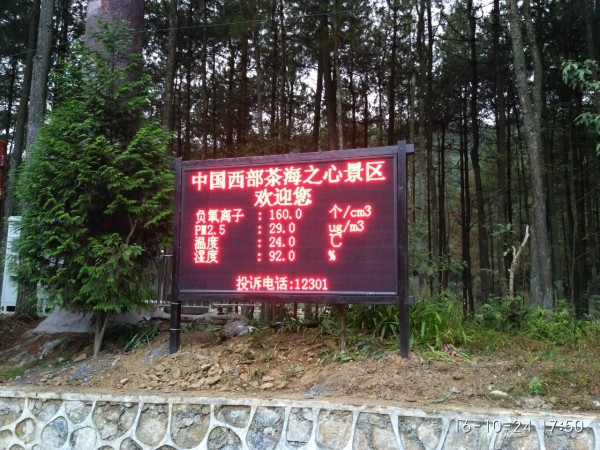 中国西部茶海之心景区
欢迎您
负氧离子 : 160.0 个/cm3
PM2.5 : 29.0 ug/m3
温度 : 24.0 ℃
湿度 : 92.0 %
投诉电话:12301
16-10-24 17:50